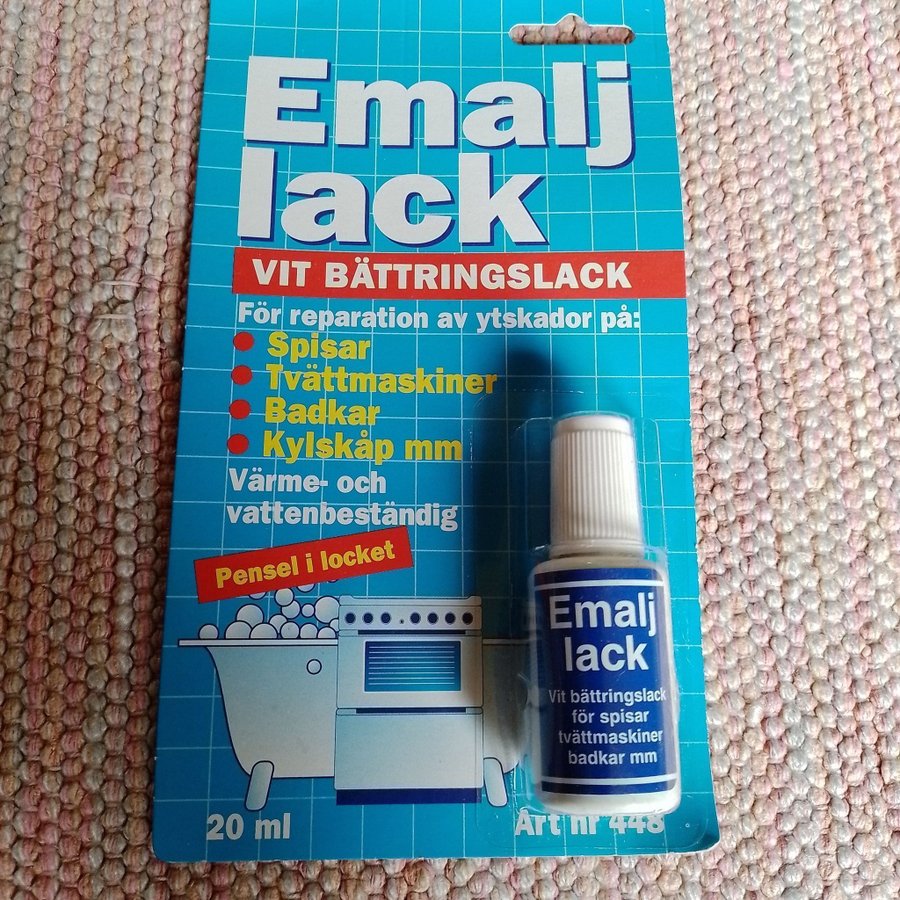 Emalj
lack
VIT BÄTTRINGSLACK
För reparation av ytskador på:
Spisar
Tvättmaskiner
Badkar
Kylskåp mm
Värme- och
vattenbeständig
Pensel i locket
Emalj
lack
Vit bättringslack
för spisar
tvättmaskiner
badkar mm
20 ml
Art nr 448